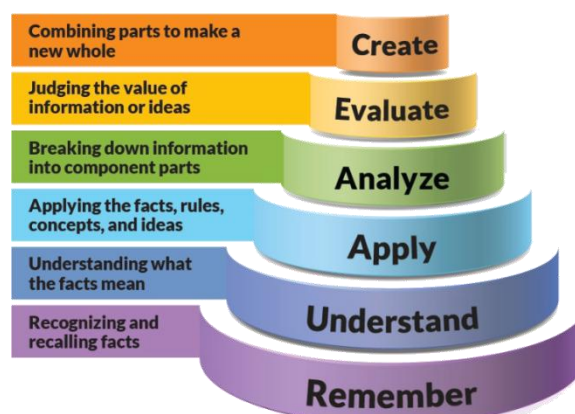 Combining parts to make a
new whole
Create
Judging the value of
information or ideas
Evaluate
Breaking down information
into component parts
Analyze
Applying the facts, rules,
concepts, and ideas
Apply
Understanding what
the facts mean
Understand
Recognizing and
recalling facts
Remember